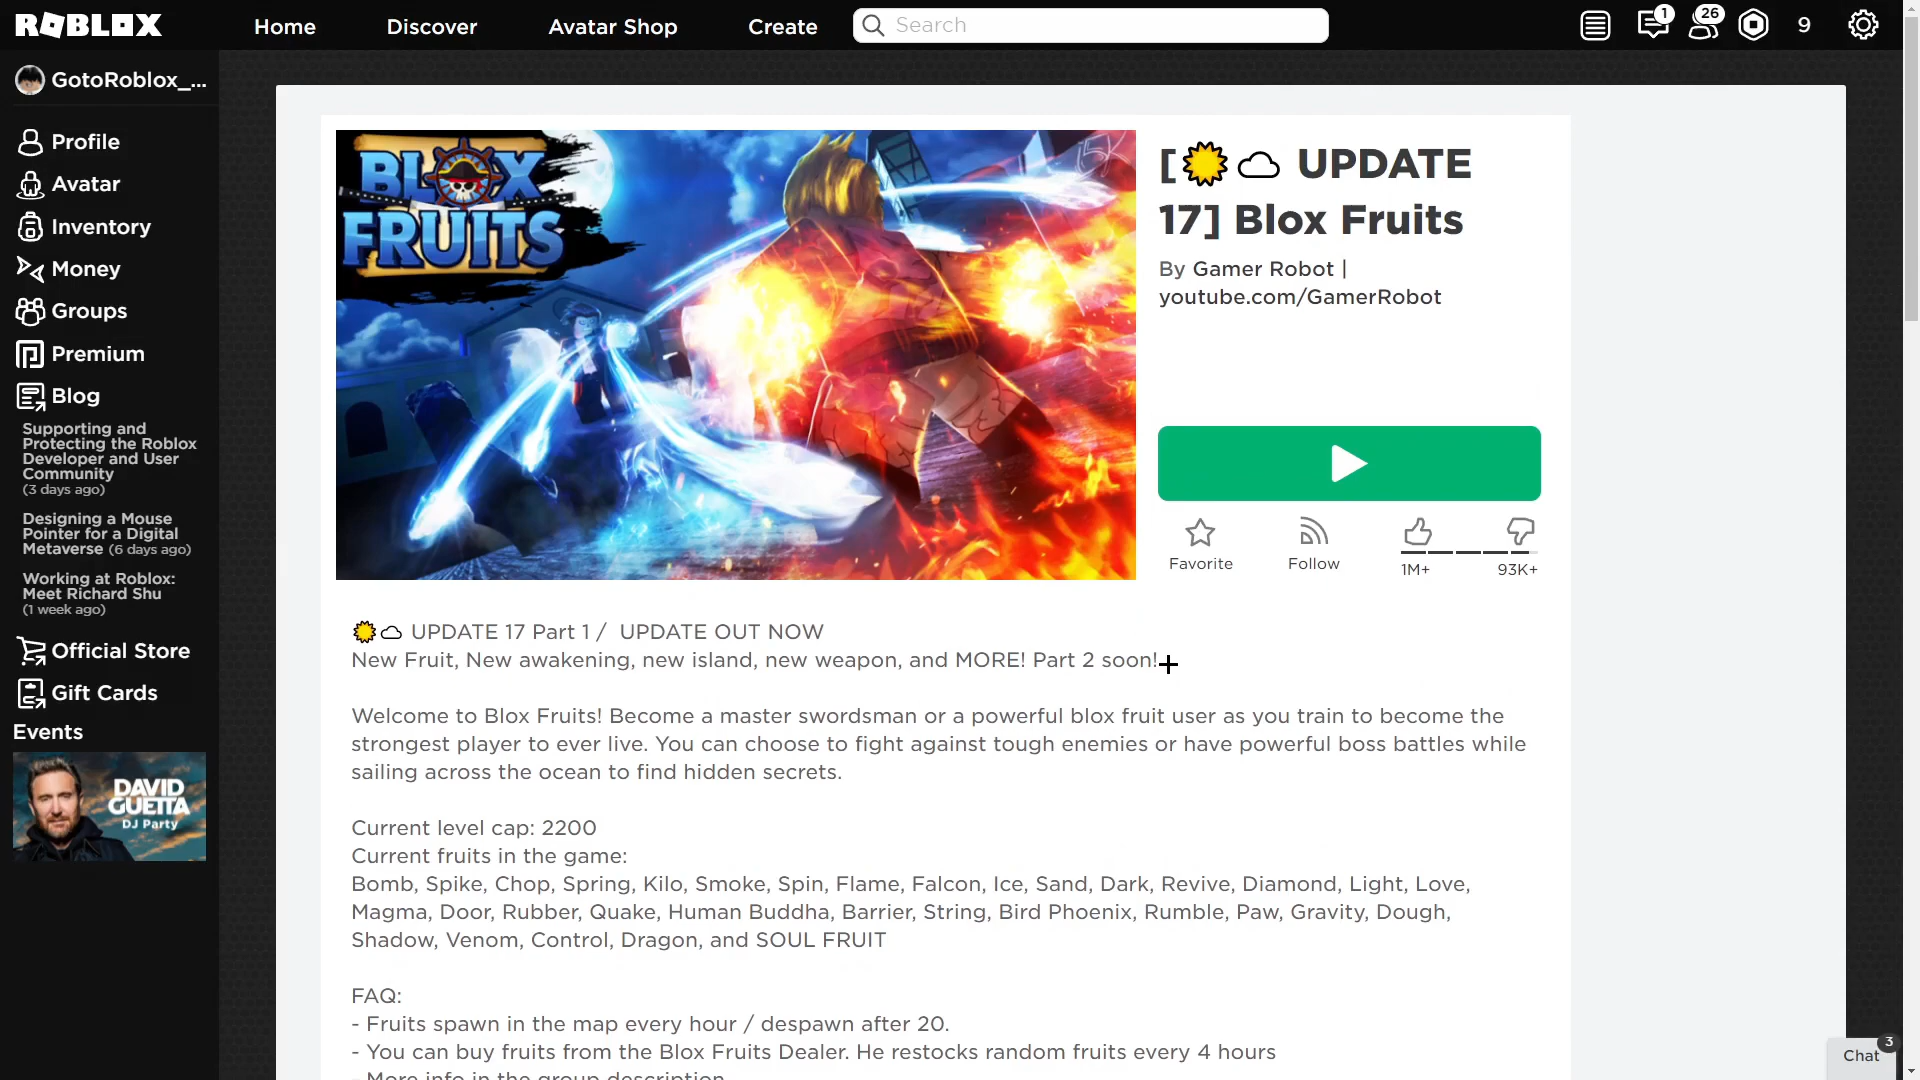 ROBLOX
Home
Discover
Avatar Shop
Create
Search
1
26
9
GotoRoblox_...
Profile
Avatar
Inventory
Money
Groups
Premium
Blog
Supporting and
Protecting the Roblox
Developer and User
Community
(3 days ago)
Designing a Mouse
Pointer for a Digital
Metaverse (6 days ago)
Working at Roblox:
Meet Richard Shu
(1 week ago)
Official Store
Gift Cards
Events
DAVID
GUETTA
DJ Party
BLOX
FRUITS
[ UPDATE
17] Blox Fruits
By Gamer Robot |
youtube.com/GamerRobot
Favorite
Follow
1M+
93K+
UPDATE 17 Part 1 / UPDATE OUT NOW
New Fruit, New awakening, new island, new weapon, and MORE! Part 2 soon!
Welcome to Blox Fruits! Become a master swordsman or a powerful blox fruit user as you train to become the
strongest player to ever live. You can choose to fight against tough enemies or have powerful boss battles while
sailing across the ocean to find hidden secrets.
Current level cap: 2200
Current fruits in the game:
Bomb, Spike, Chop, Spring, Kilo, Smoke, Spin, Flame, Falcon, Ice, Sand, Dark, Revive, Diamond, Light, Love,
Magma, Door, Rubber, Quake, Human Buddha, Barrier, String, Bird Phoenix, Rumble, Paw, Gravity, Dough,
Shadow, Venom, Control, Dragon, and SOUL FRUIT
FAQ:
- Fruits spawn in the map every hour / despawn after 20.
- You can buy fruits from the Blox Fruits Dealer. He restocks random fruits every 4 hours
- More info in the group description
Chat
3